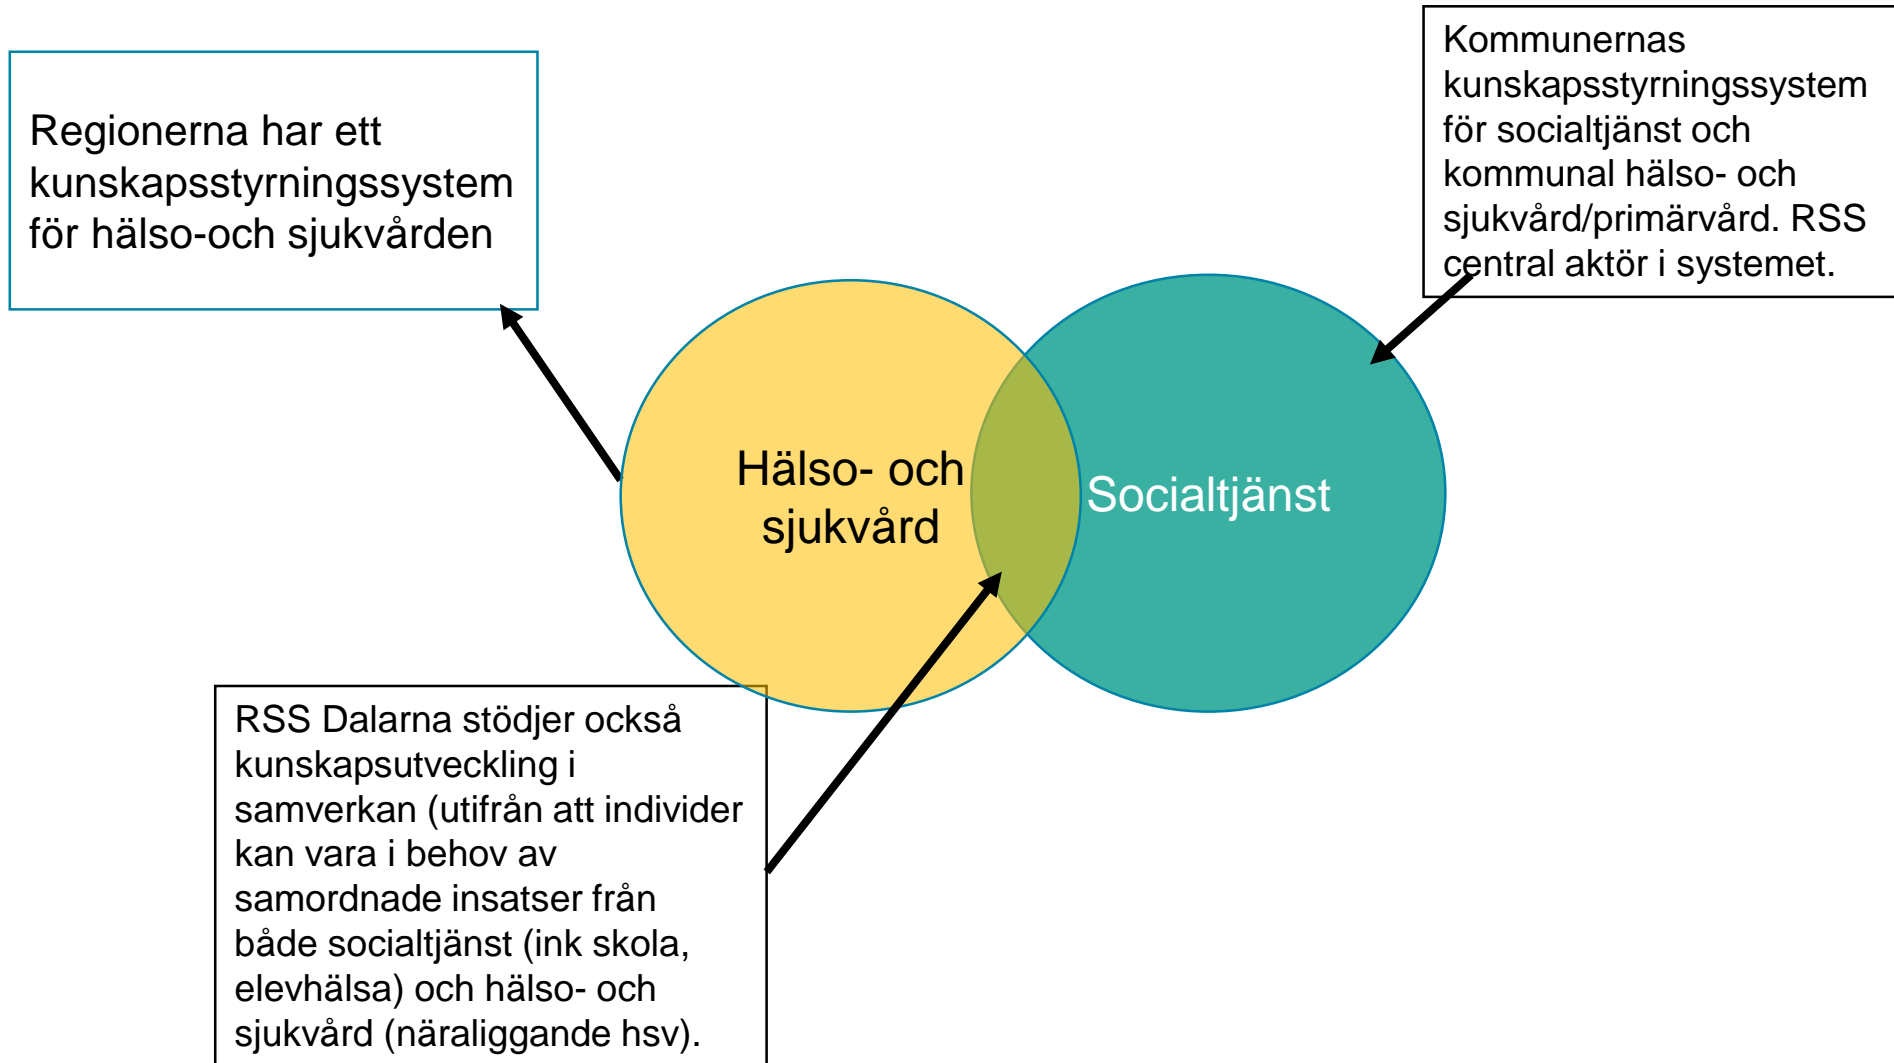 Regionerna har ett
kunskapsstyrningssystem
för hälso-och sjukvården
Kommunernas
kunskapsstyrningssystem
för socialtjänst och
kommunal hälso- och
sjukvård/primärvård. RSS
central aktör i systemet.
Hälso- och
sjukvård
Socialtjänst
RSS Dalarna stödjer också
kunskapsutveckling i
samverkan (utifrån att individer
kan vara i behov av
samordnade insatser från
både socialtjänst (ink skola,
elevhälsa) och hälso- och
sjukvård (näraliggande hsv).